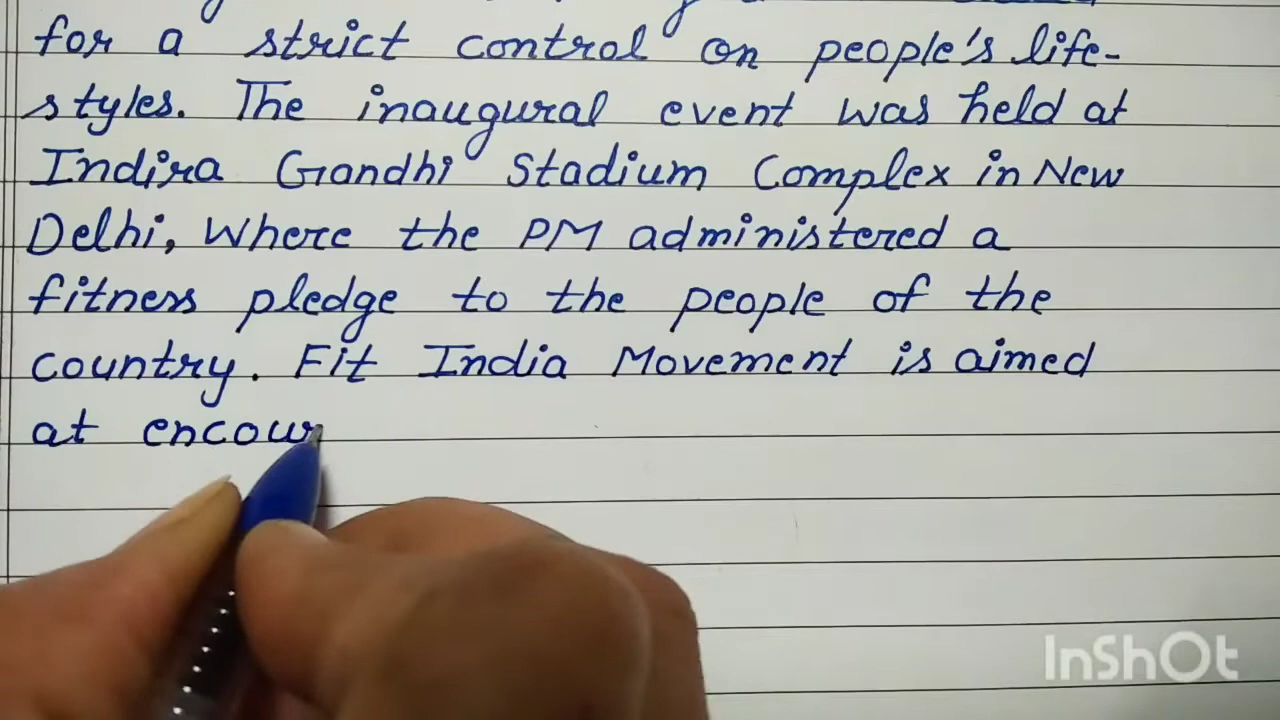 for a strict control on people's life-
styles. The inaugural event was held at
Indira Gandhi Stadium Complex in New
Delhi, Where the PM administered a
fitness pledge to the people of the
country. Fit India Movement is aimed
at encour
InShOt